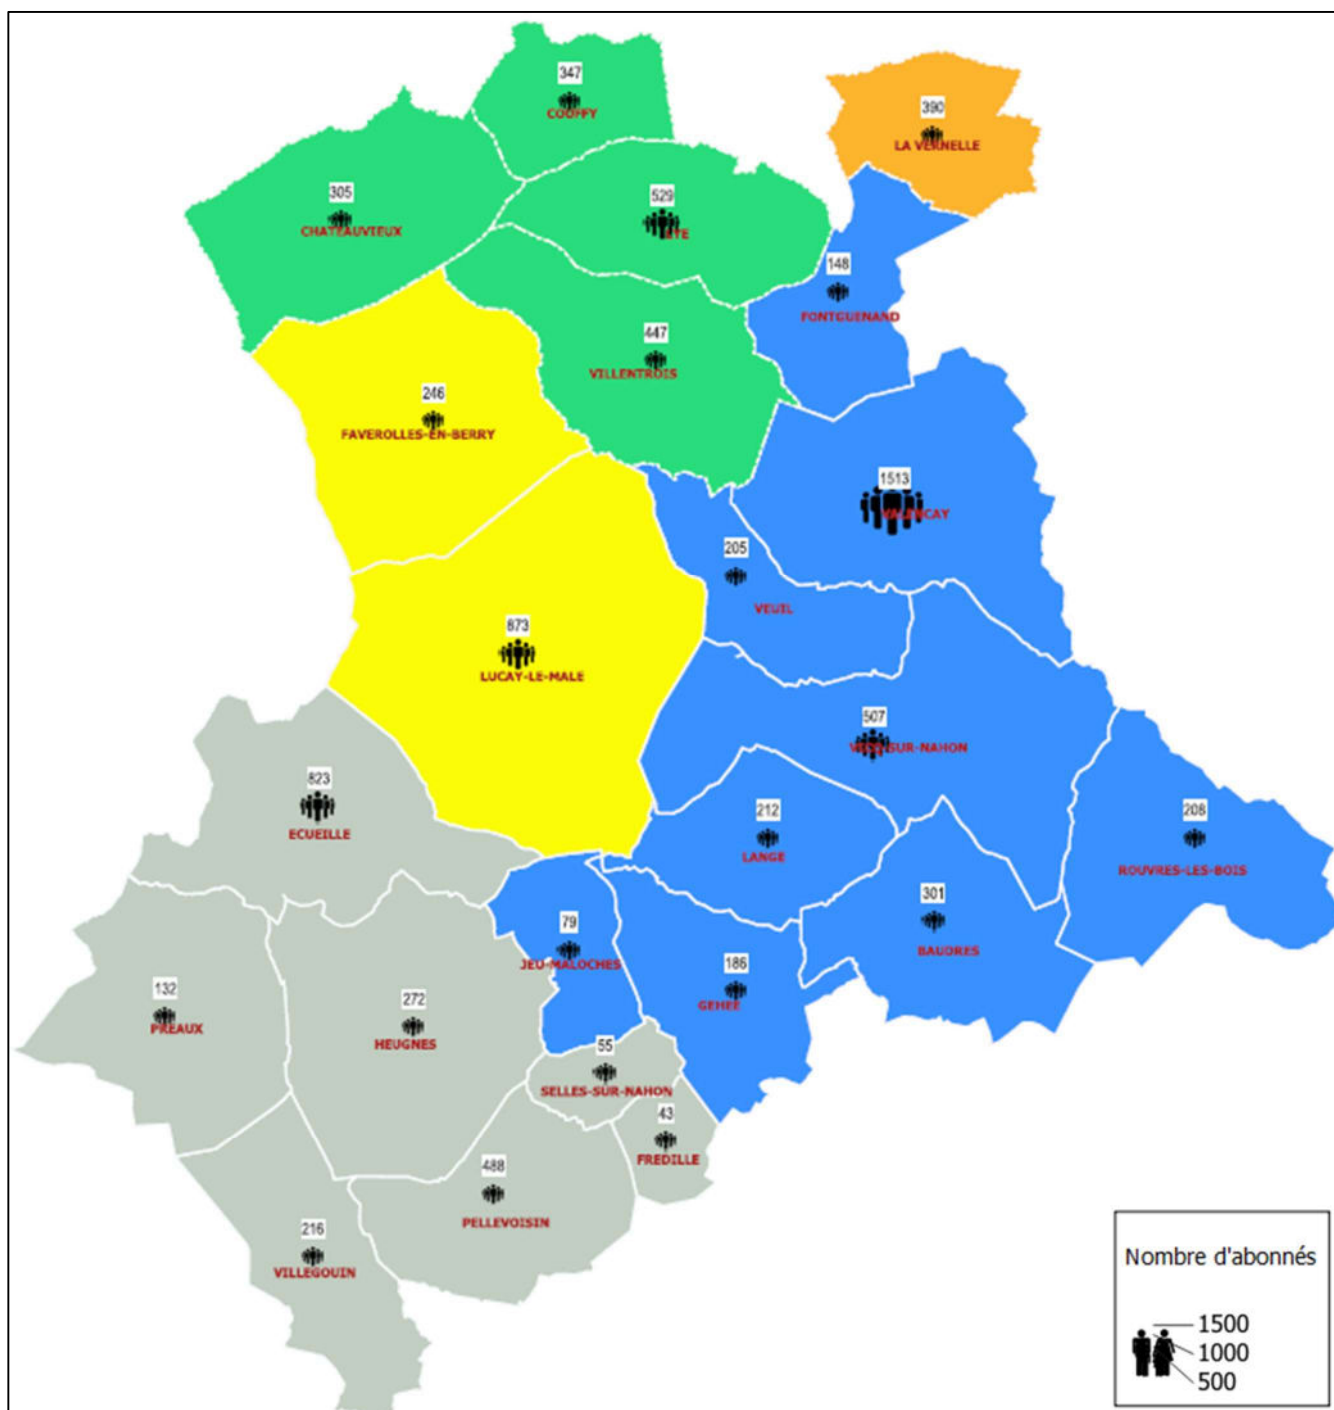 347
COUFFY
390
LA VERNELLE
305
CHATEAUVIEUX
529
LYE
148
FONTGUENAND
447
VILLENTROIS
246
FAVEROLLES-EN-BERRY
1513
VALENCAY
205
VEUIL
873
LUCAY-LE-MALE
507
VICQ-SUR-NAHON
823
ECUEILLE
212
LANGE
208
ROUVRES-LES-BOIS
301
BAUDRES
79
JEU-MALOCHES
186
GEHEE
132
PREAUX
272
HEUGNES
55
SELLES-SUR-NAHON
43
FREDILLE
488
PELLEVOISIN
216
VILLEGOUIN
Nombre d'abonnés
1500
1000
500